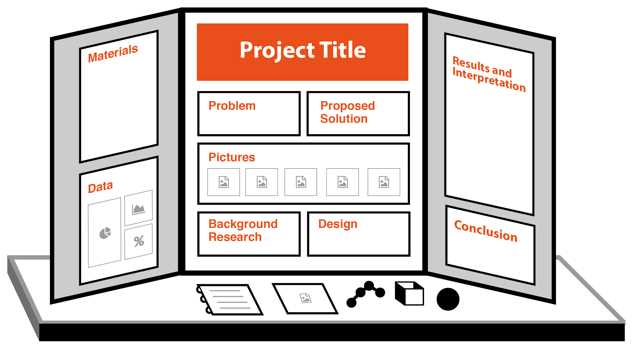 Materials
Data
%
Project Title
Problem
Proposed
Solution
Pictures
Background
Research
Design
Results and
Interpretation
Conclusion